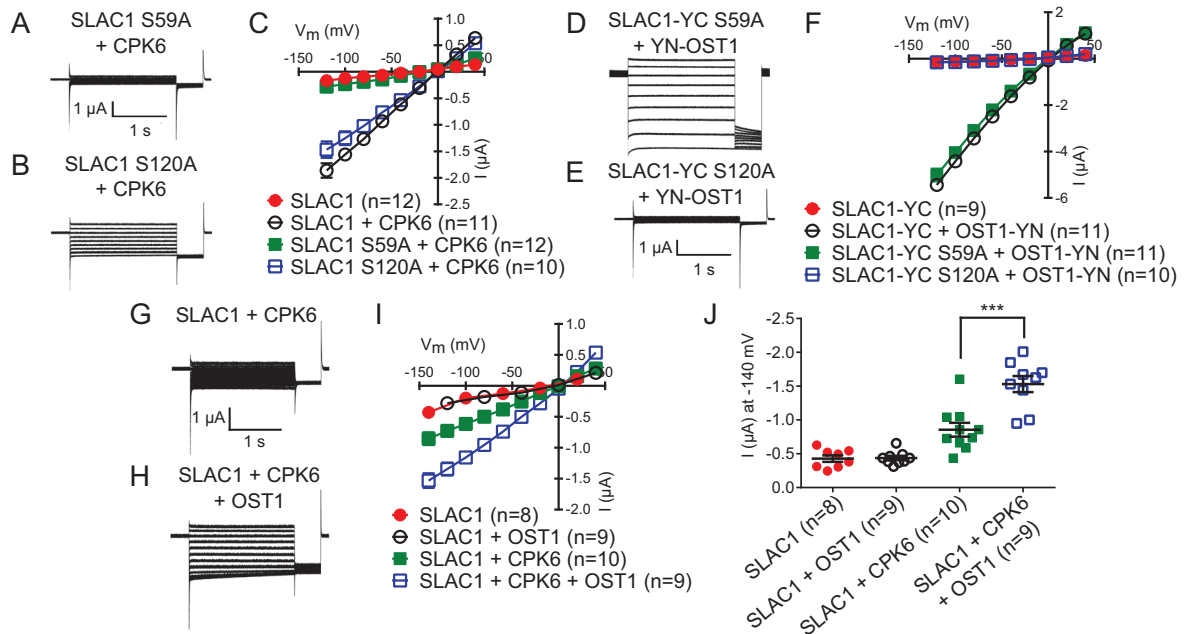 A
SLAC1 S59A
+ CPK6
1 µA
1 s
B
SLAC1 S120A
+ CPK6
C
Vm (mV)
-150 -100 -50 50
1.0
0.5
-0.5
-1.0
-1.5
-2.0
-2.5
I (µA)
SLAC1 (n=12)
SLAC1 + CPK6 (n=11)
SLAC1 S59A + CPK6 (n=12)
SLAC1 S120A + CPK6 (n=10)
D
SLAC1-YC S59A
+ YN-OST1
E
SLAC1-YC S120A
+ YN-OST1
1 µA
1 s
F
Vm (mV)
-150 -100 -50 50
2
-2
-4
-6
I (µA)
SLAC1-YC (n=9)
SLAC1-YC + OST1-YN (n=11)
SLAC1-YC S59A + OST1-YN (n=11)
SLAC1-YC S120A + OST1-YN (n=10)
G
SLAC1 + CPK6
1 µA
1 s
H
SLAC1 + CPK6
+ OST1
I
Vm (mV)
-150 -100 -50 50
1.0
0.5
-0.5
-1.0
-1.5
-2.0
I (µA)
SLAC1 (n=8)
SLAC1 + OST1 (n=9)
SLAC1 + CPK6 (n=10)
SLAC1 + CPK6 + OST1 (n=9)
J
***
I (µA) at -140 mV
-2.5
-2.0
-1.5
-1.0
-0.5
0.0
SLAC1 (n=8)
SLAC1 + OST1 (n=9)
SLAC1 + CPK6 (n=10)
SLAC1 + CPK6
+ OST1 (n=9)